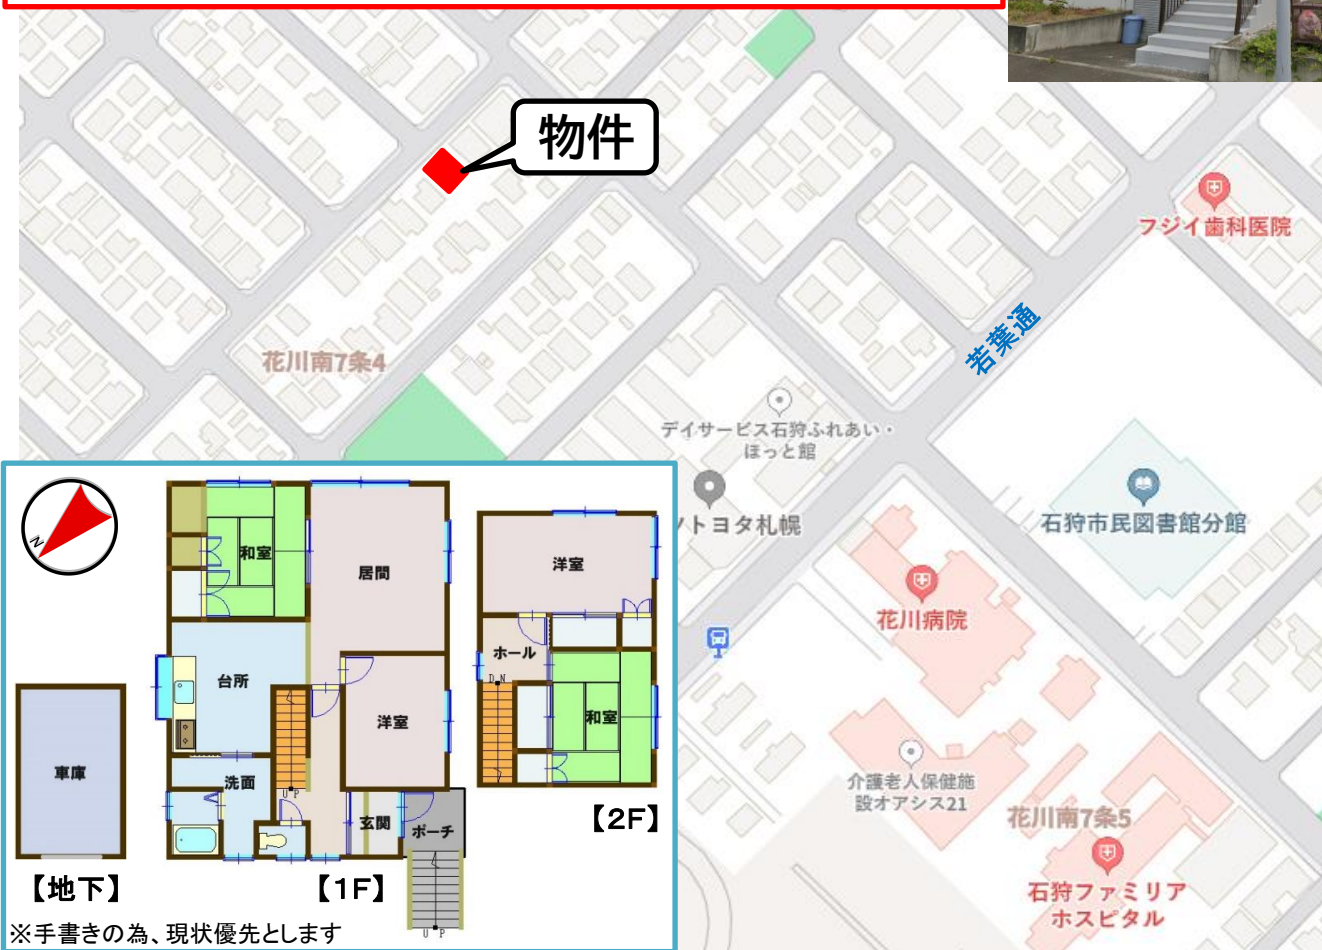 物件
フジイ歯科医院
若葉通
花川南7条4
デイサービス石狩ふれあい・
ほっと館
トヨタ札幌
石狩市民図書館分館
花川病院
介護老人保健施
設オアシス21
花川南7条5
石狩ファミリア
ホスピタル
N
和室
居間
台所
洋室
洗面
UP
玄関
ポーチ
UP
車庫
洋室
ホール
DN
和室
【2F】
【地下】
【1F】
※手書きの為、現状優先とします